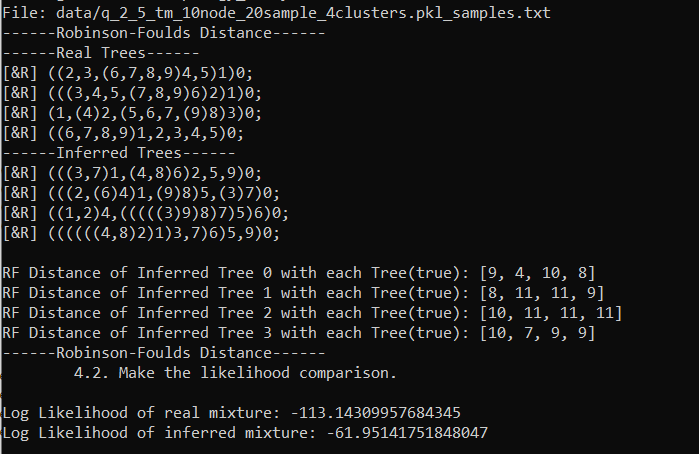 File: data/q_2_5_tm_10node_20sample_4clusters.pkl_samples.txt
------Robinson-Foulds Distance------
------Real Trees------
[&R] ((2,3,(6,7,8,9)4,5)1)0;
[&R] (((3,4,5,(7,8,9)6)2)1)0;
[&R] (1,(4)2,(5,6,7,(9)8)3)0;
[&R] ((6,7,8,9)1,2,3,4,5)0;
------Inferred Trees------
[&R] (((3,7)1,(4,8)6)2,5,9)0;
[&R] (((2,(6)4)1,(9)8)5,(3)7)0;
[&R] ((1,2)4,(((((3)9)8)7)5)6)0;
[&R] ((((((4,8)2)1)3,7)6)5,9)0;
RF Distance of Inferred Tree 0 with each Tree(true): [9, 4, 10, 8]
RF Distance of Inferred Tree 1 with each Tree(true): [8, 11, 11, 9]
RF Distance of Inferred Tree 2 with each Tree(true): [10, 11, 11, 11]
RF Distance of Inferred Tree 3 with each Tree(true): [10, 7, 9, 9]
------Robinson-Foulds Distance------
4.2. Make the likelihood comparison.
Log Likelihood of real mixture: -113.14309957684345
Log Likelihood of inferred mixture: -61.95141751848047